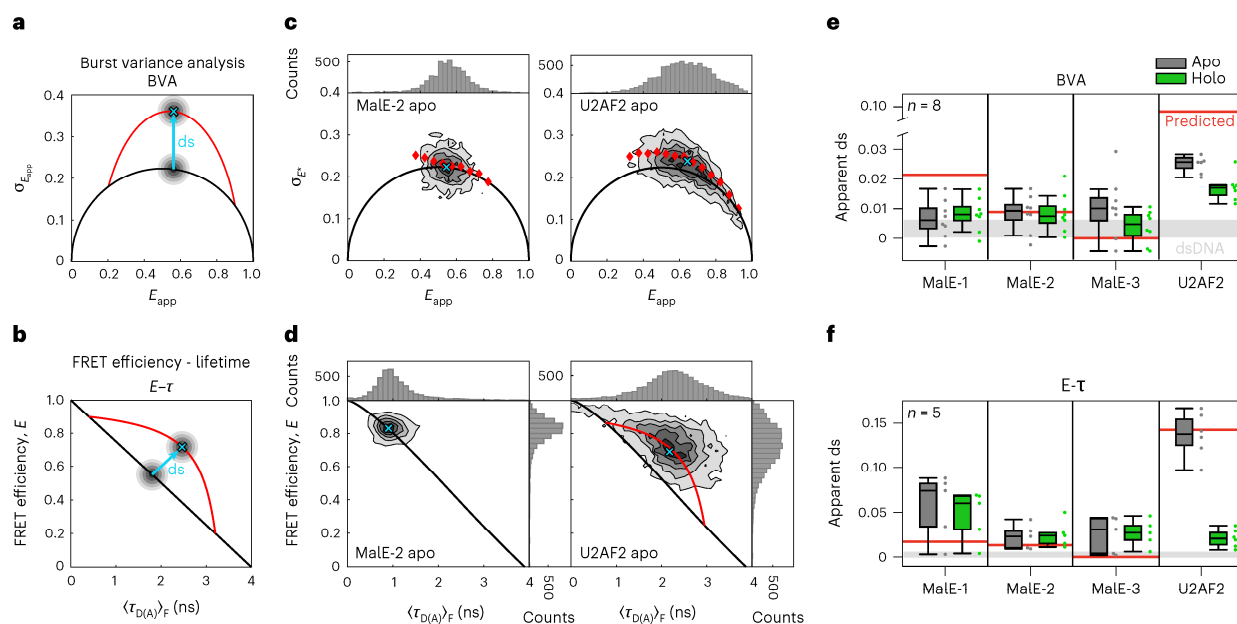 a
Burst variance analysis
BVA
0.4
0.3
0.2
0.1
0
0.2
0.4
0.6
0.8
1.0
σEapp
Eapp
ds
c
Counts
500
0.4
MalE-2 apo
0.3
0.2
0.1
0
σE*
0
0.2
0.4
0.6
0.8
1.0
Eapp
500
0.4
U2AF2 apo
0.3
0.2
0.1
0
0
0.2
0.4
0.6
0.8
1.0
Eapp
e
Apo
Holo
BVA
n = 8
Predicted
dsDNA
0.10
0.03
0.02
0.01
0
Apparent ds
MalE-1
MalE-2
MalE-3
U2AF2
b
FRET efficiency - lifetime
E–τ
1.0
0.8
0.6
0.4
0.2
0
FRET efficiency, E
ds
0
1
2
3
4
⟨τD(A)⟩F (ns)
d
Counts
500
1.0
0.8
0.6
0.4
0.2
0
FRET efficiency, E
MalE-2 apo
0
1
2
3
4
500
⟨τD(A)⟩F (ns)
Counts
500
U2AF2 apo
0
1
2
3
4
500
⟨τD(A)⟩F (ns)
Counts
f
E-τ
n = 5
0.15
0.10
0.05
0
Apparent ds
MalE-1
MalE-2
MalE-3
U2AF2